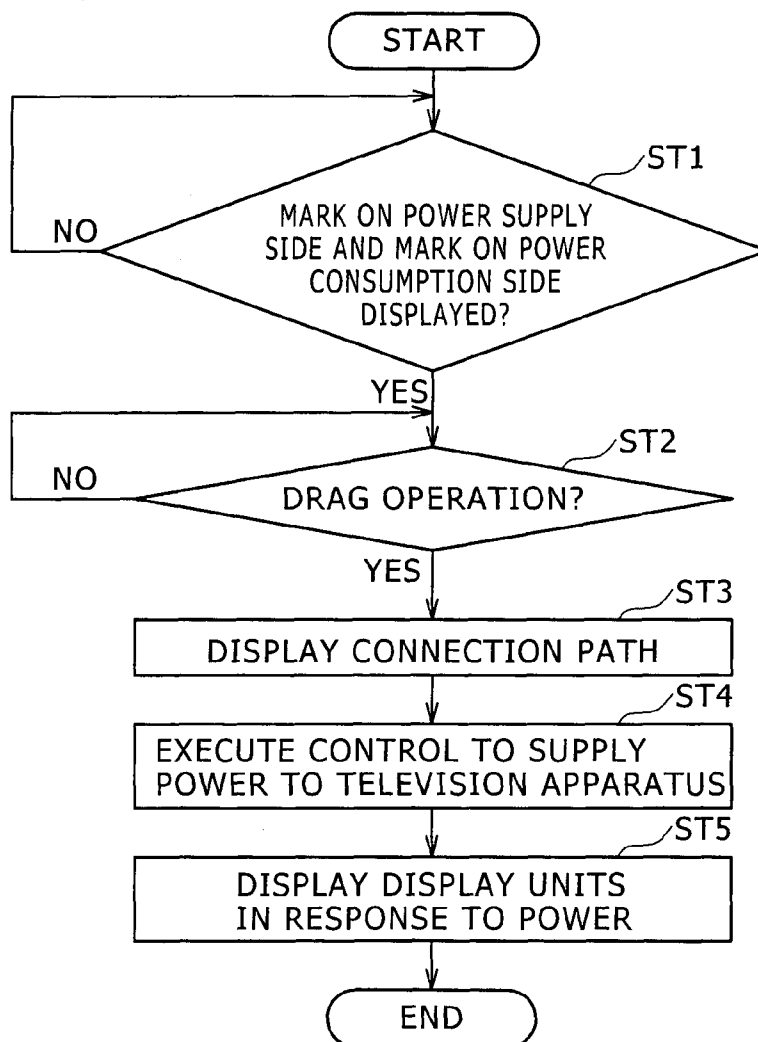 START
ST1
MARK ON POWER SUPPLY
SIDE AND MARK ON POWER
CONSUMPTION SIDE
DISPLAYED?
NO
YES
ST2
DRAG OPERATION?
NO
YES
ST3
DISPLAY CONNECTION PATH
ST4
EXECUTE CONTROL TO SUPPLY
POWER TO TELEVISION APPARATUS
ST5
DISPLAY DISPLAY UNITS
IN RESPONSE TO POWER
END